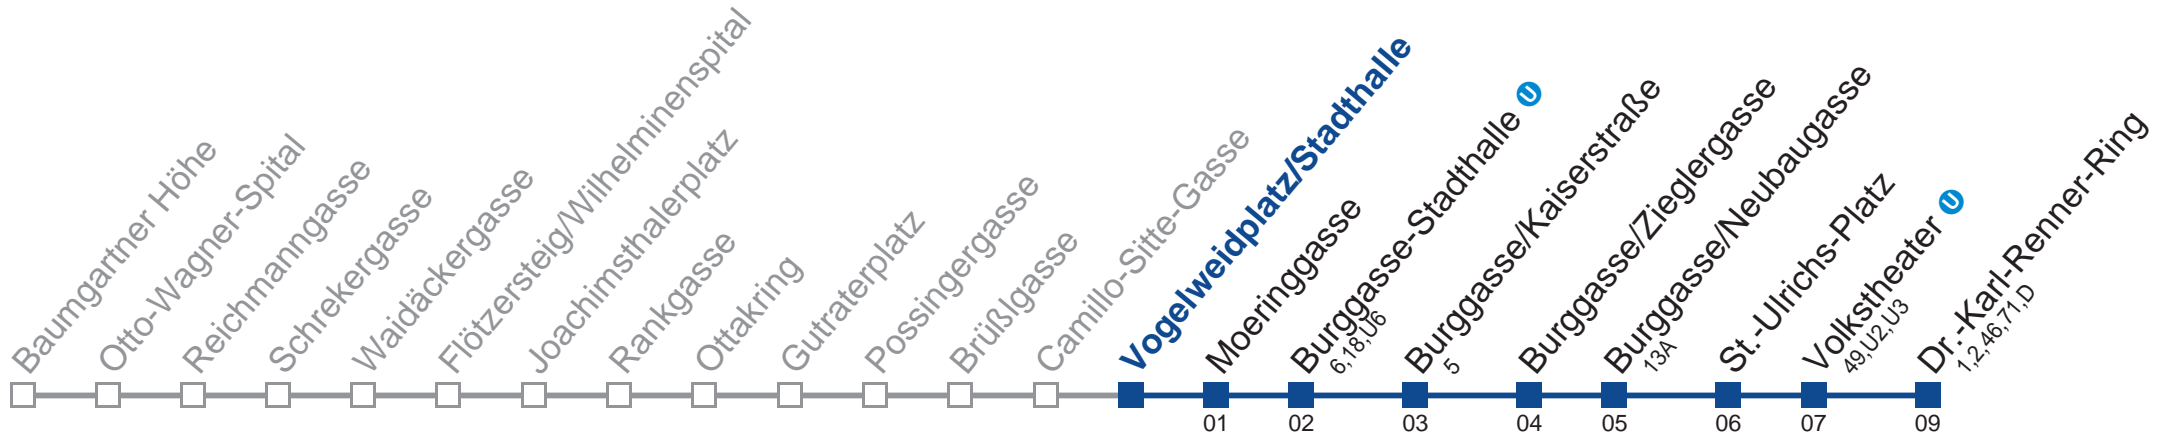 Baumgartner Höhe
Otto-Wagner-Spital
Reichmanngasse
Schrekergasse
Waidäckergasse
Flötzersteig/Wilhelminenspital
Joachimsthalerplatz
Rankgasse
Ottakring
Gutraterplatz
Possingergasse
Brüßlgasse
Camillo-Sitte-Gasse
Vogelweidplatz/Stadthalle
Moeringgasse
01
Burggasse-Stadthalle U
6,18,U6
02
Burggasse/Kaiserstraße
5
03
Burggasse/Zieglergasse
04
Burggasse/Neubaugasse
13A
05
St.-Ulrichs-Platz
06
Volkstheater U
49,U2,U3
07
Dr.-Karl-Renner-Ring
1,2,46,71,D
09